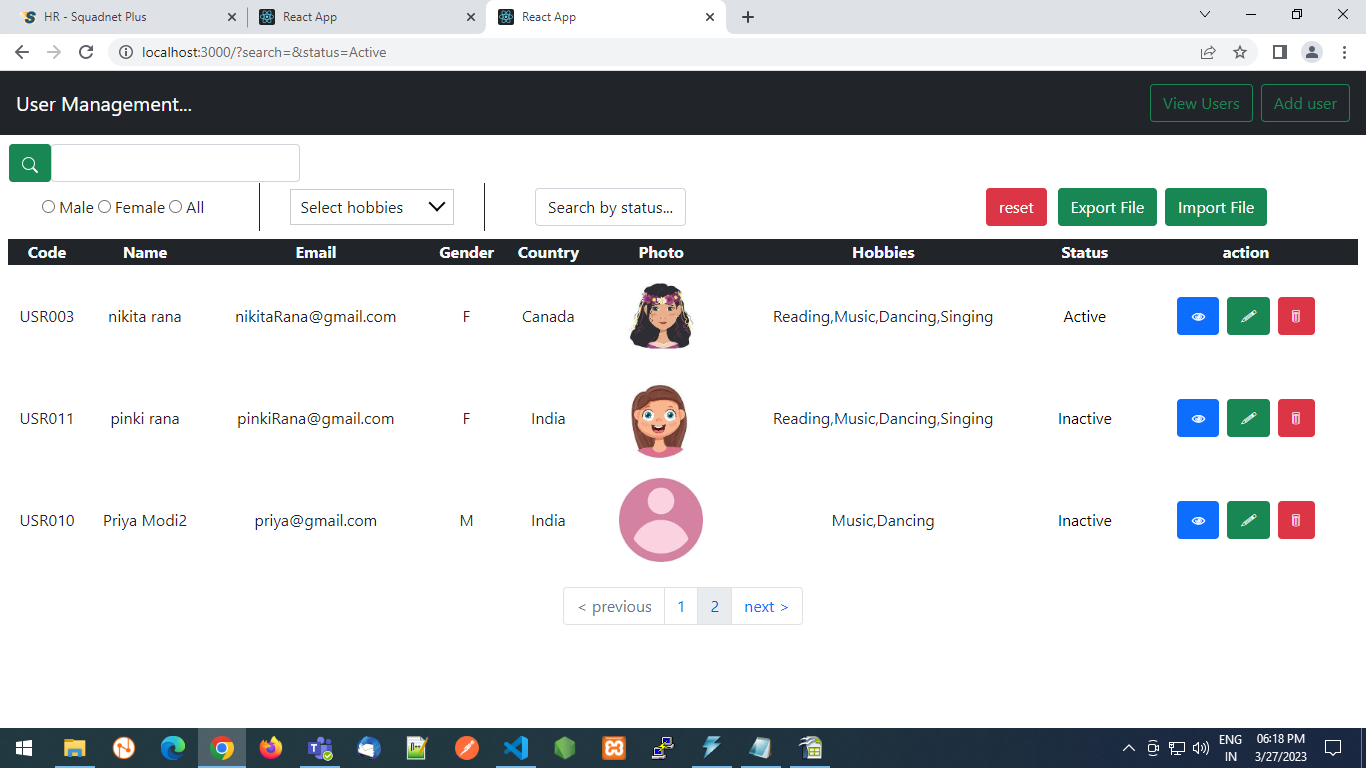 HR - Squadnet Plus
React App
React App
localhost:3000/?search=&status=Active
User Management...
View Users
Add user
Male
Female
All
Select hobbies
Search by status...
reset
Export File
Import File
Code Name Email Gender Country Photo Hobbies Status action
USR003 nikita rana nikitaRana@gmail.com F Canada Reading,Music,Dancing,Singing Active
USR011 pinki rana pinkiRana@gmail.com F India Reading,Music,Dancing,Singing Inactive
USR010 Priya Modi2 priya@gmail.com M India Music,Dancing Inactive
< previous 1 2 next >
ENG 06:18 PM
IN 3/27/2023